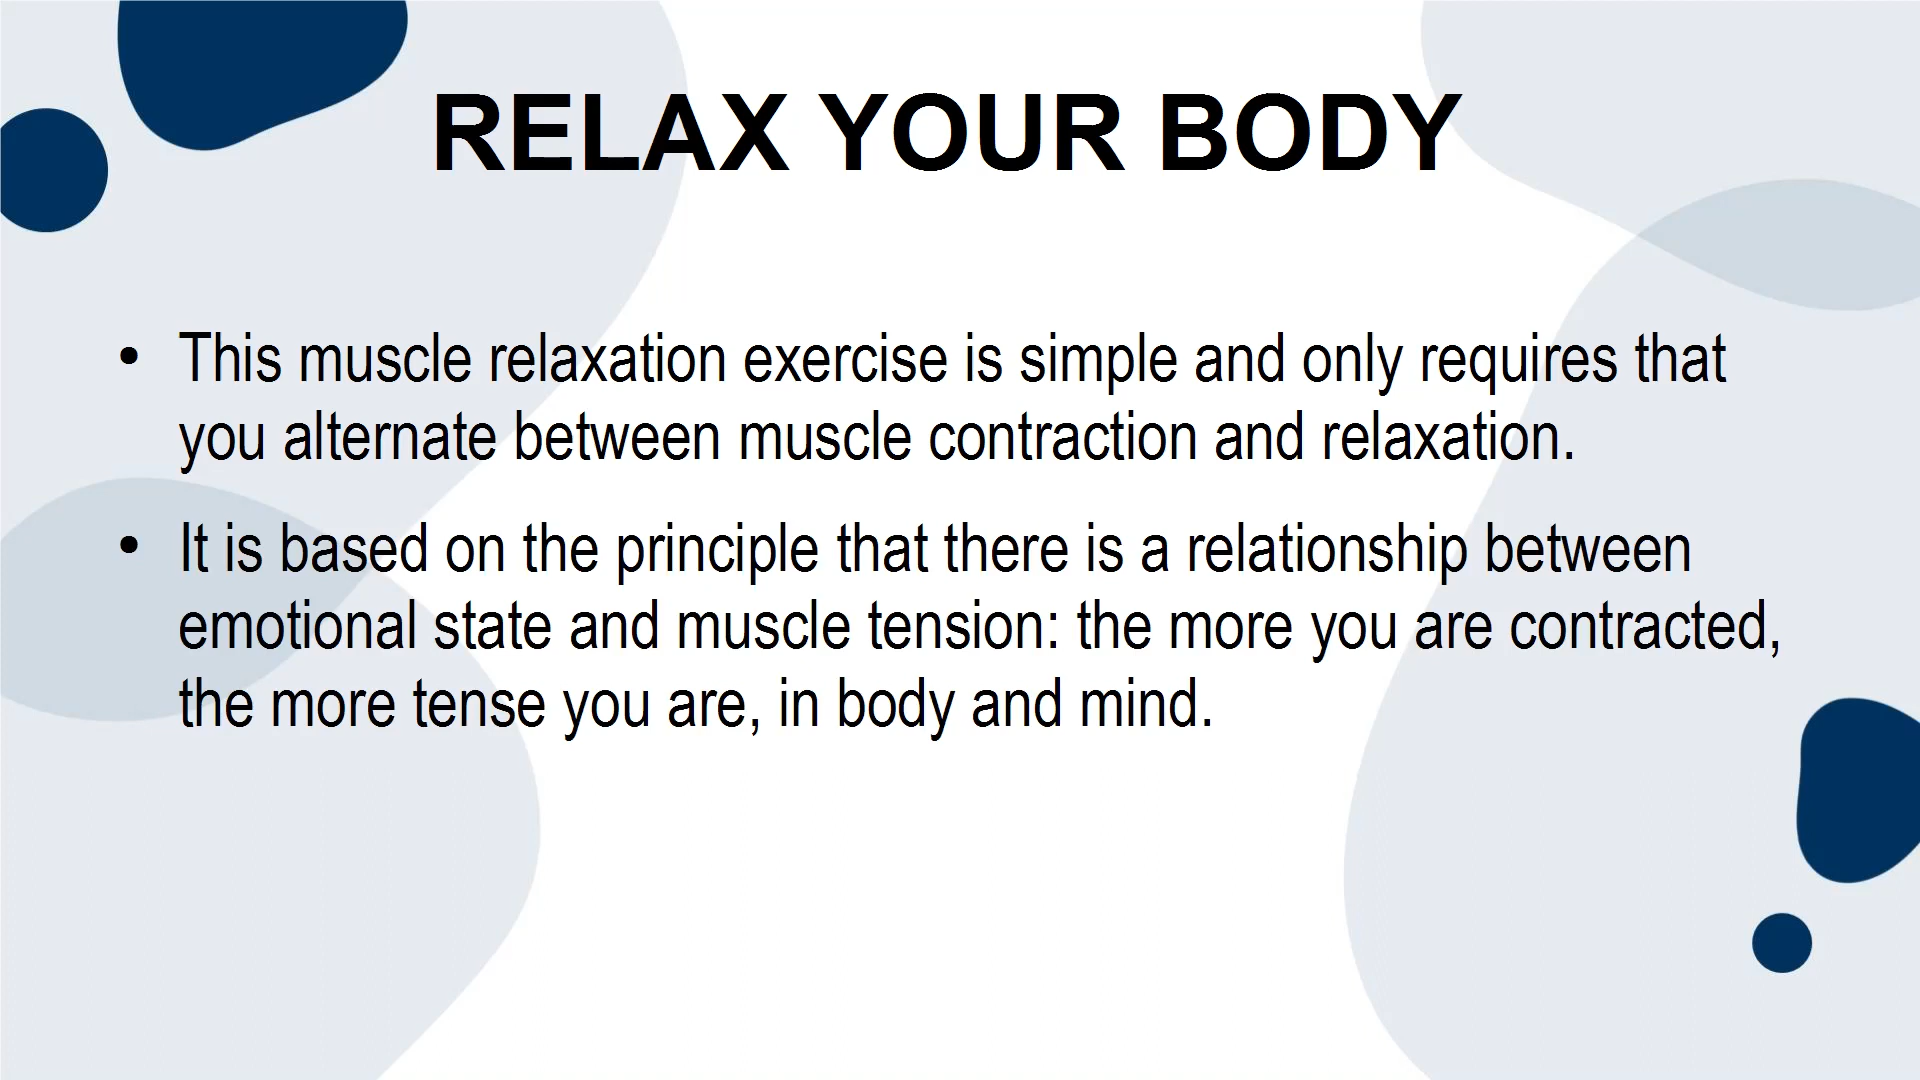 RELAX YOUR BODY
• This muscle relaxation exercise is simple and only requires that
you alternate between muscle contraction and relaxation.
• It is based on the principle that there is a relationship between
emotional state and muscle tension: the more you are contracted,
the more tense you are, in body and mind.